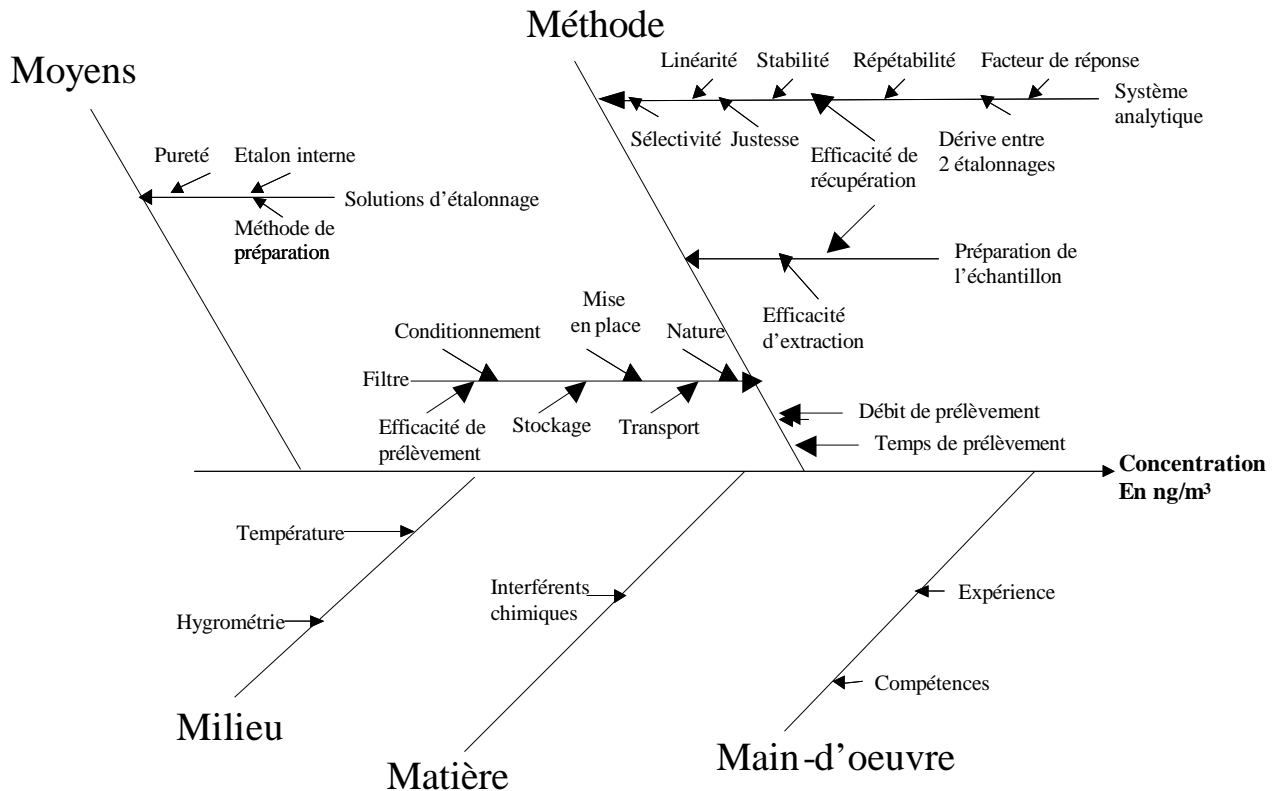 Méthode
Moyens
Linéarité Stabilité Répétabilité Facteur de réponse
Système
analytique
Sélectivité Justesse Efficacité de
récupération
Dérive entre
2 étalonnages
Pureté Etalon interne
Solutions d'étalonnage
Méthode de
préparation
Préparation de
l'échantillon
Efficacité
d'extraction
Mise
en place
Conditionnement
Nature
Filtre
Efficacité de
prélèvement
Stockage
Transport
Débit de prélèvement
Temps de prélèvement
Concentration
En ng/m³
Température
Hygrométrie
Interférents
chimiques
Expérience
Compétences
Milieu
Matière
Main-d'oeuvre